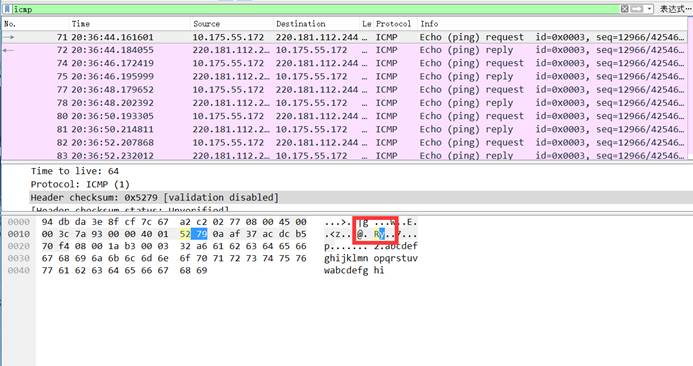 icmp 表达式…
No. Time Source Destination Le Protocol Info
71 20:36:44.161601 10.175.55.172 220.181.112.244 … ICMP Echo (ping) request id=0x0003, seq=12966/42546…
72 20:36:44.184055 220.181.112.2… 10.175.55.172 … ICMP Echo (ping) reply id=0x0003, seq=12966/42546…
74 20:36:46.172419 10.175.55.172 220.181.112.244 … ICMP Echo (ping) request id=0x0003, seq=12966/42546…
75 20:36:46.195999 220.181.112.2… 10.175.55.172 … ICMP Echo (ping) reply id=0x0003, seq=12966/42546…
77 20:36:48.179652 10.175.55.172 220.181.112.244 … ICMP Echo (ping) request id=0x0003, seq=12966/42546…
78 20:36:48.202392 220.181.112.2… 10.175.55.172 … ICMP Echo (ping) reply id=0x0003, seq=12966/42546…
80 20:36:50.193305 10.175.55.172 220.181.112.244 … ICMP Echo (ping) request id=0x0003, seq=12966/42546…
81 20:36:50.214811 220.181.112.2… 10.175.55.172 … ICMP Echo (ping) reply id=0x0003, seq=12966/42546…
82 20:36:52.207868 10.175.55.172 220.181.112.244 … ICMP Echo (ping) request id=0x0003, seq=12966/42546…
83 20:36:52.232012 220.181.112.2… 10.175.55.172 … ICMP Echo (ping) reply id=0x0003, seq=12966/42546…
Time to live: 64
Protocol: ICMP (1)
Header checksum: 0x5279 [validation disabled]
[Header checksum status: Unverified]
0000 94 db da 3e 8f cf 7c 67 a2 c2 02 77 08 00 45 00 ...>..|g ...w..E.
0010 00 3c 7a 93 00 00 40 01 52 79 0a af 37 ac dc b5 .<z...@. Ry..7...
0020 70 f4 08 00 1a b3 00 03 32 a6 61 62 63 64 65 66 p....... 2.abcdef
0030 67 68 69 6a 6b 6c 6d 6e 6f 70 71 72 73 74 75 76 ghijklmn opqrstuv
0040 77 61 62 63 64 65 66 67 68 69 wabcdefg hi